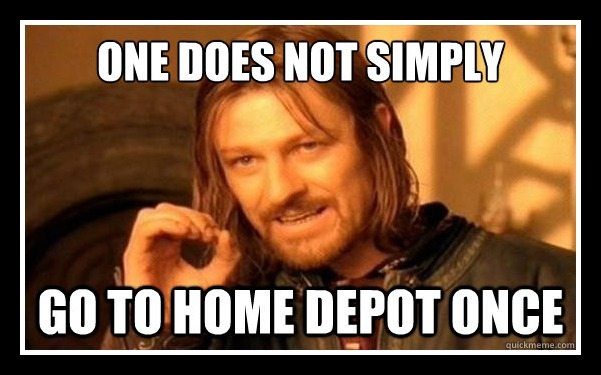 ONE DOES NOT SIMPLY
GO TO HOME DEPOT ONCE
quickmeme.com